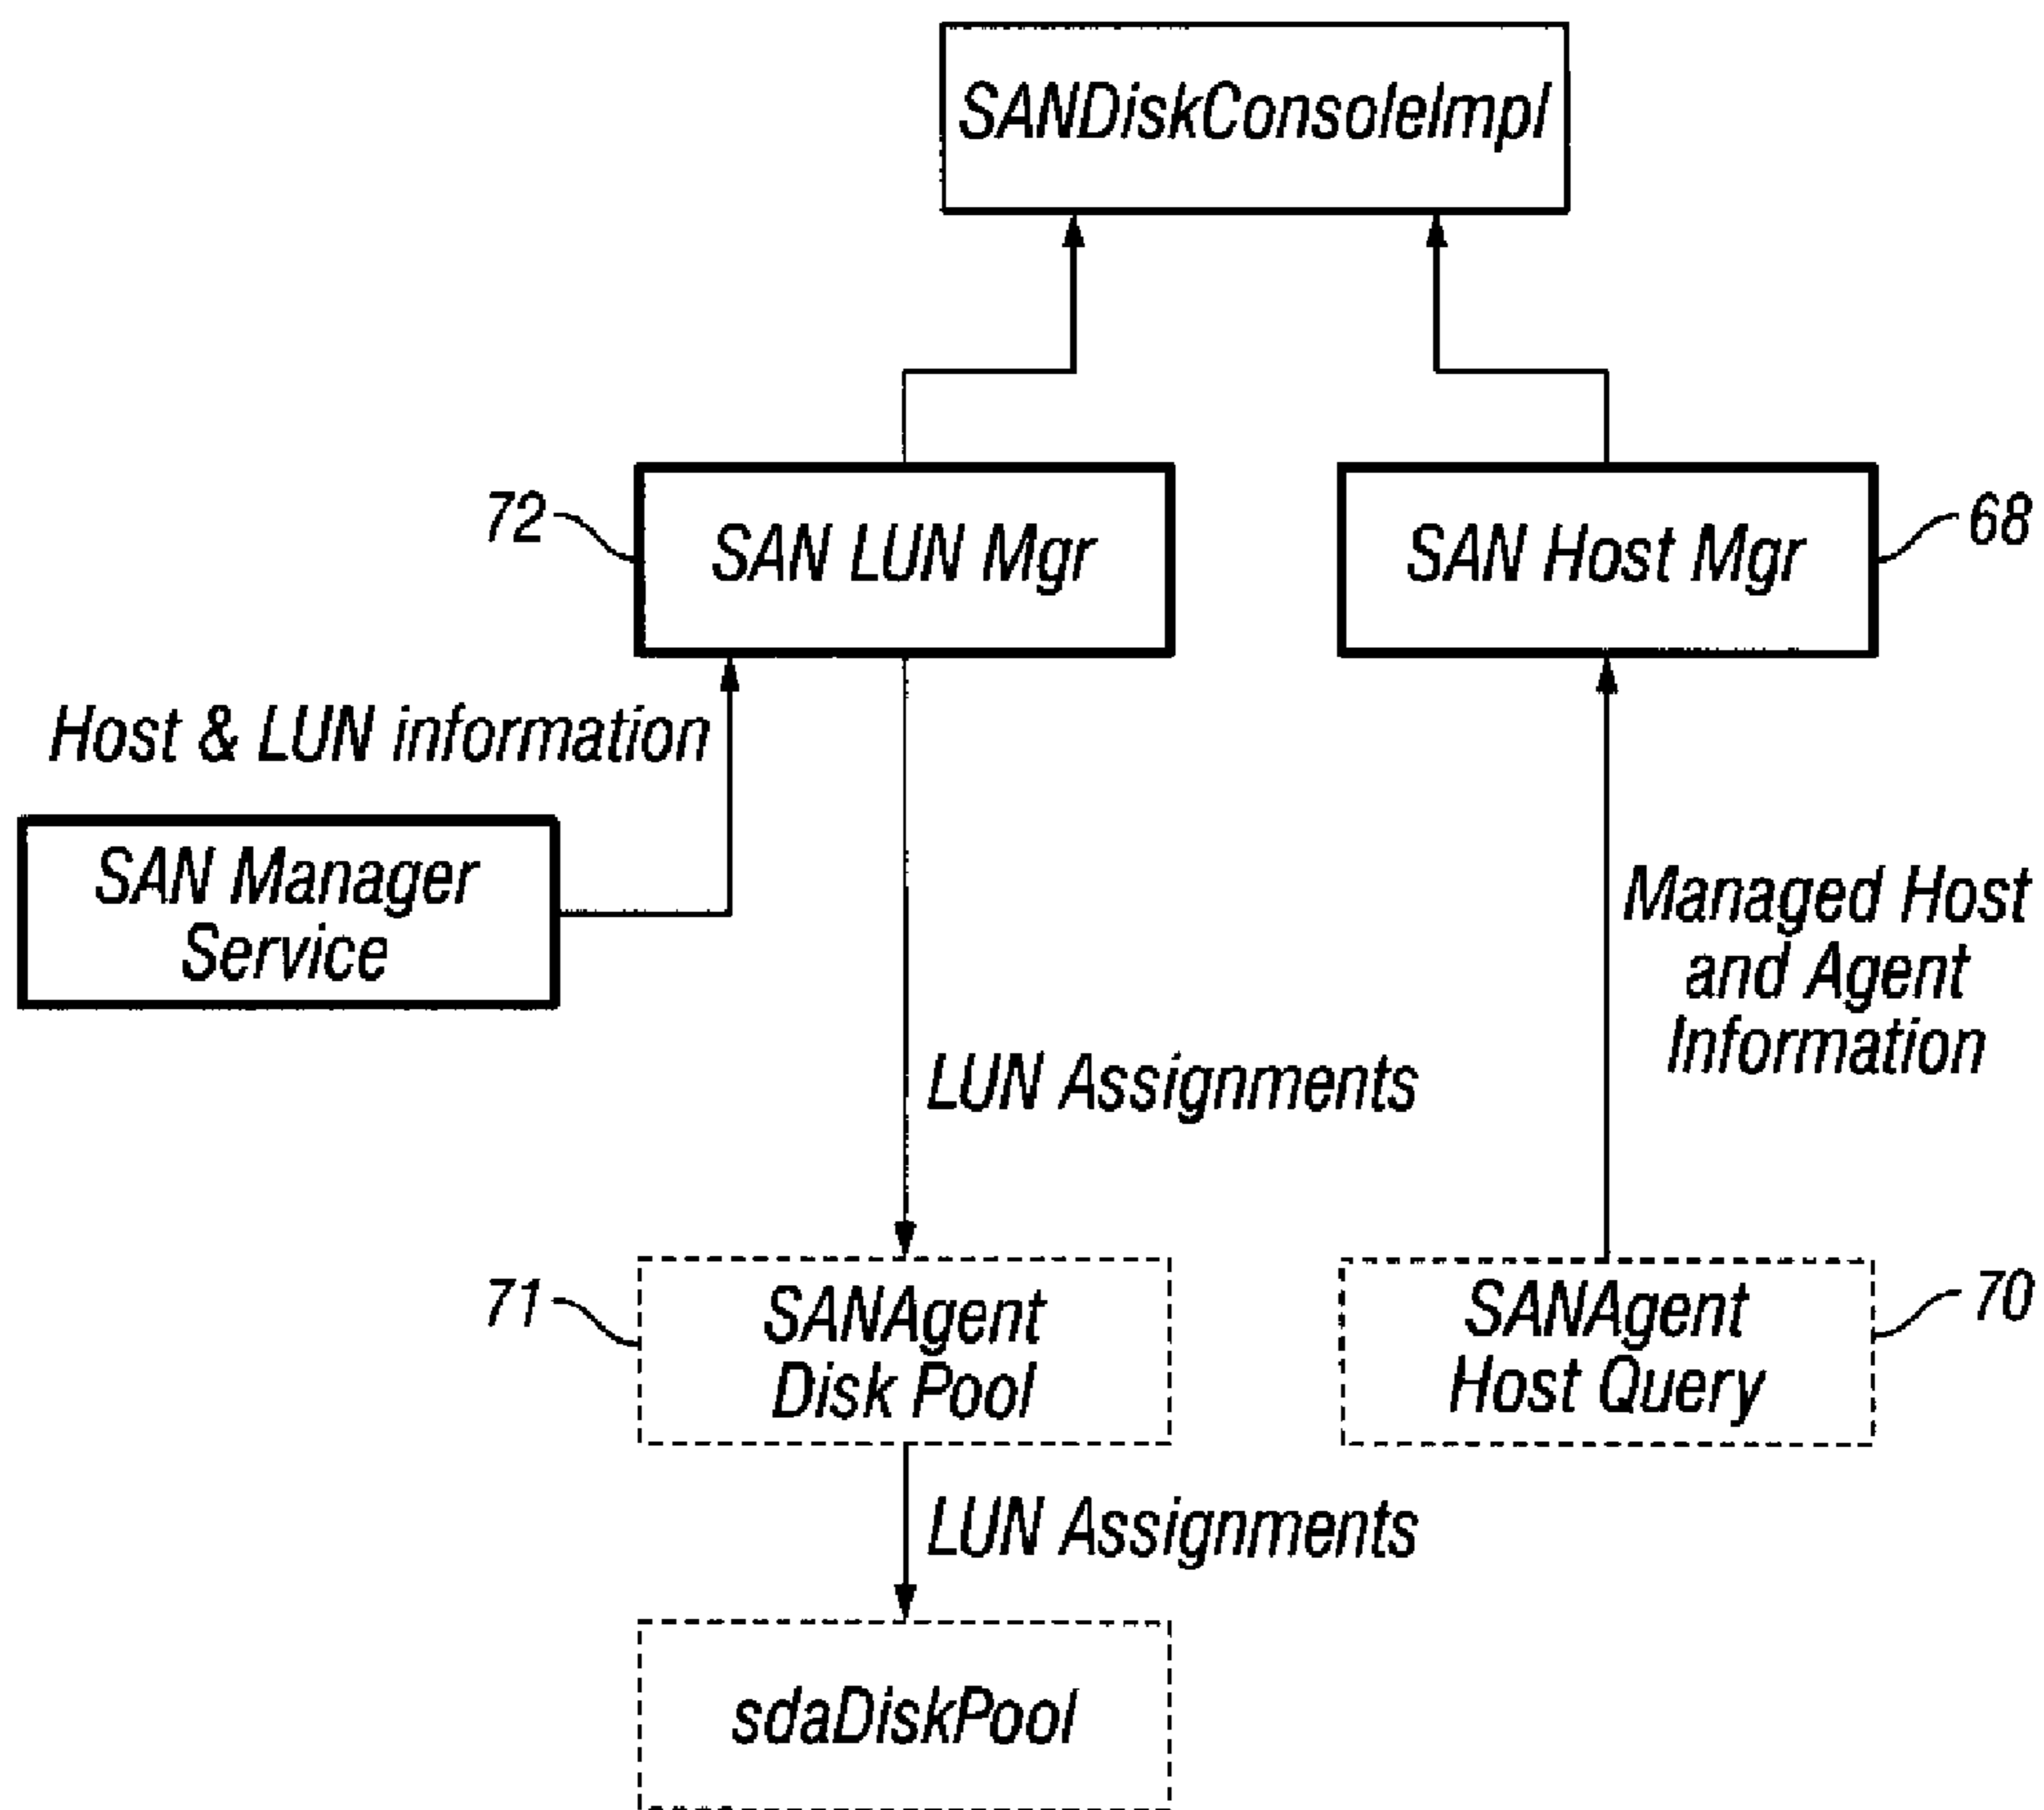 SANDiskConsoleImpl
72
SAN LUN Mgr
SAN Host Mgr
68
Host & LUN information
SAN Manager
Service
Managed Host
and Agent
Information
LUN Assignments
71
SANAgent
Disk Pool
SANAgent
Host Query
70
LUN Assignments
sdaDiskPool